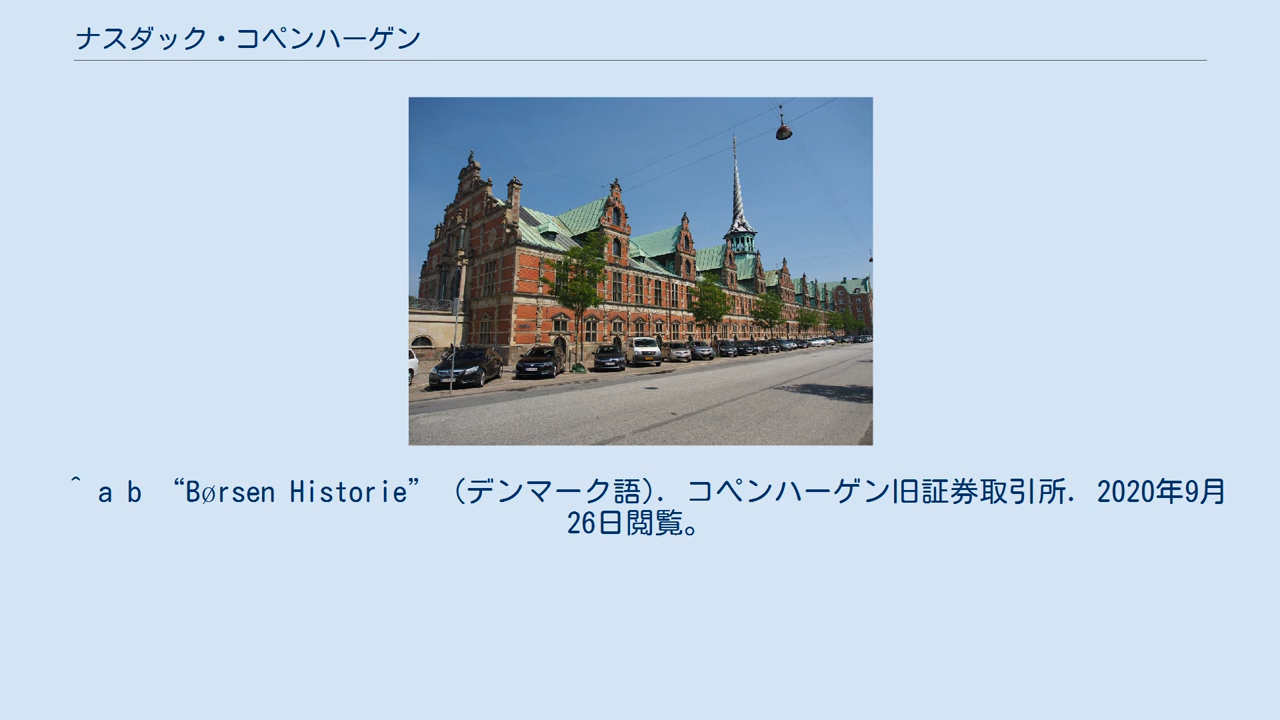 ナスダック・コペンハーゲン
^ a b “Børsen Historie” （デンマーク語）. コペンハーゲン旧証券取引所. 2020年9月
26日閲覧。